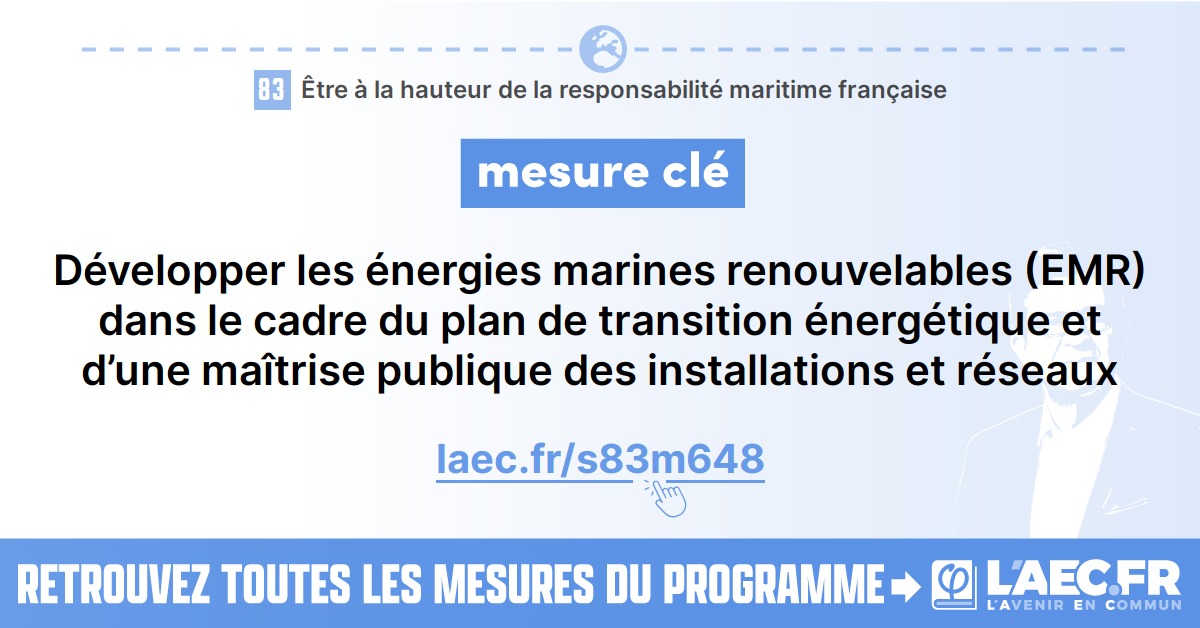 83 Être à la hauteur de la responsabilité maritime française
mesure clé
Développer les énergies marines renouvelables (EMR)
dans le cadre du plan de transition énergétique et
d’une maîtrise publique des installations et réseaux
laec.fr/s83m648
RETROUVEZ TOUTES LES MESURES DU PROGRAMME
φ L'AEC.FR
L'AVENIR EN COMMUN